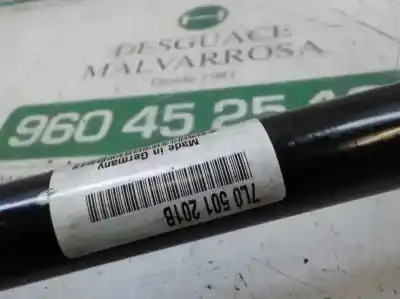 DESGUACE
MALVARROSA
Desde 1981
960 45 25
Made in Germany
7L0 501 201B